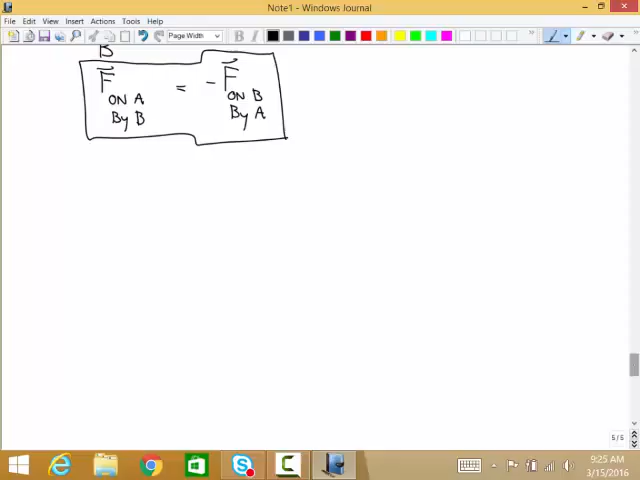 Note1 - Windows Journal
File Edit View Insert Actions Tools Help
Page Width
B I
B
F = - F
ON A ON B
By B By A
5/5
9:25 AM
3/15/2016